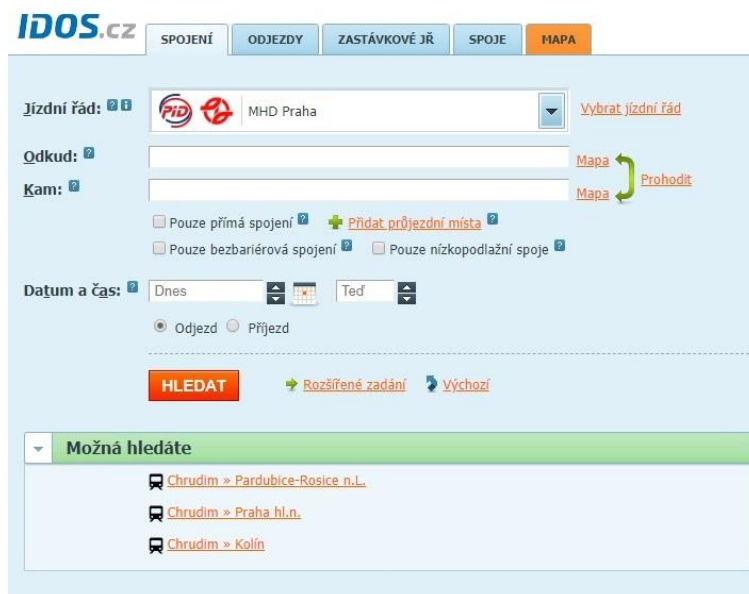 IDOS.cz
SPOJENÍ ODJEZDY ZASTÁVKOVÉ JŘ SPOJE MAPA
Jízdní řád: ? i PID MHD Praha Vybrat jízdní řád
Odkud: ? Mapa
Prohodit
Kam: ? Mapa
Pouze přímá spojení ? Přidat průjezdní místa ?
Pouze bezbariérová spojení ? Pouze nízkopodlažní spoje ?
Datum a čas: ? Dnes Teď
Odjezd Příjezd
HLEDAT Rozšířené zadání Výchozí
Možná hledáte
Chrudim » Pardubice-Rosice n.L.
Chrudim » Praha hl.n.
Chrudim » Kolín